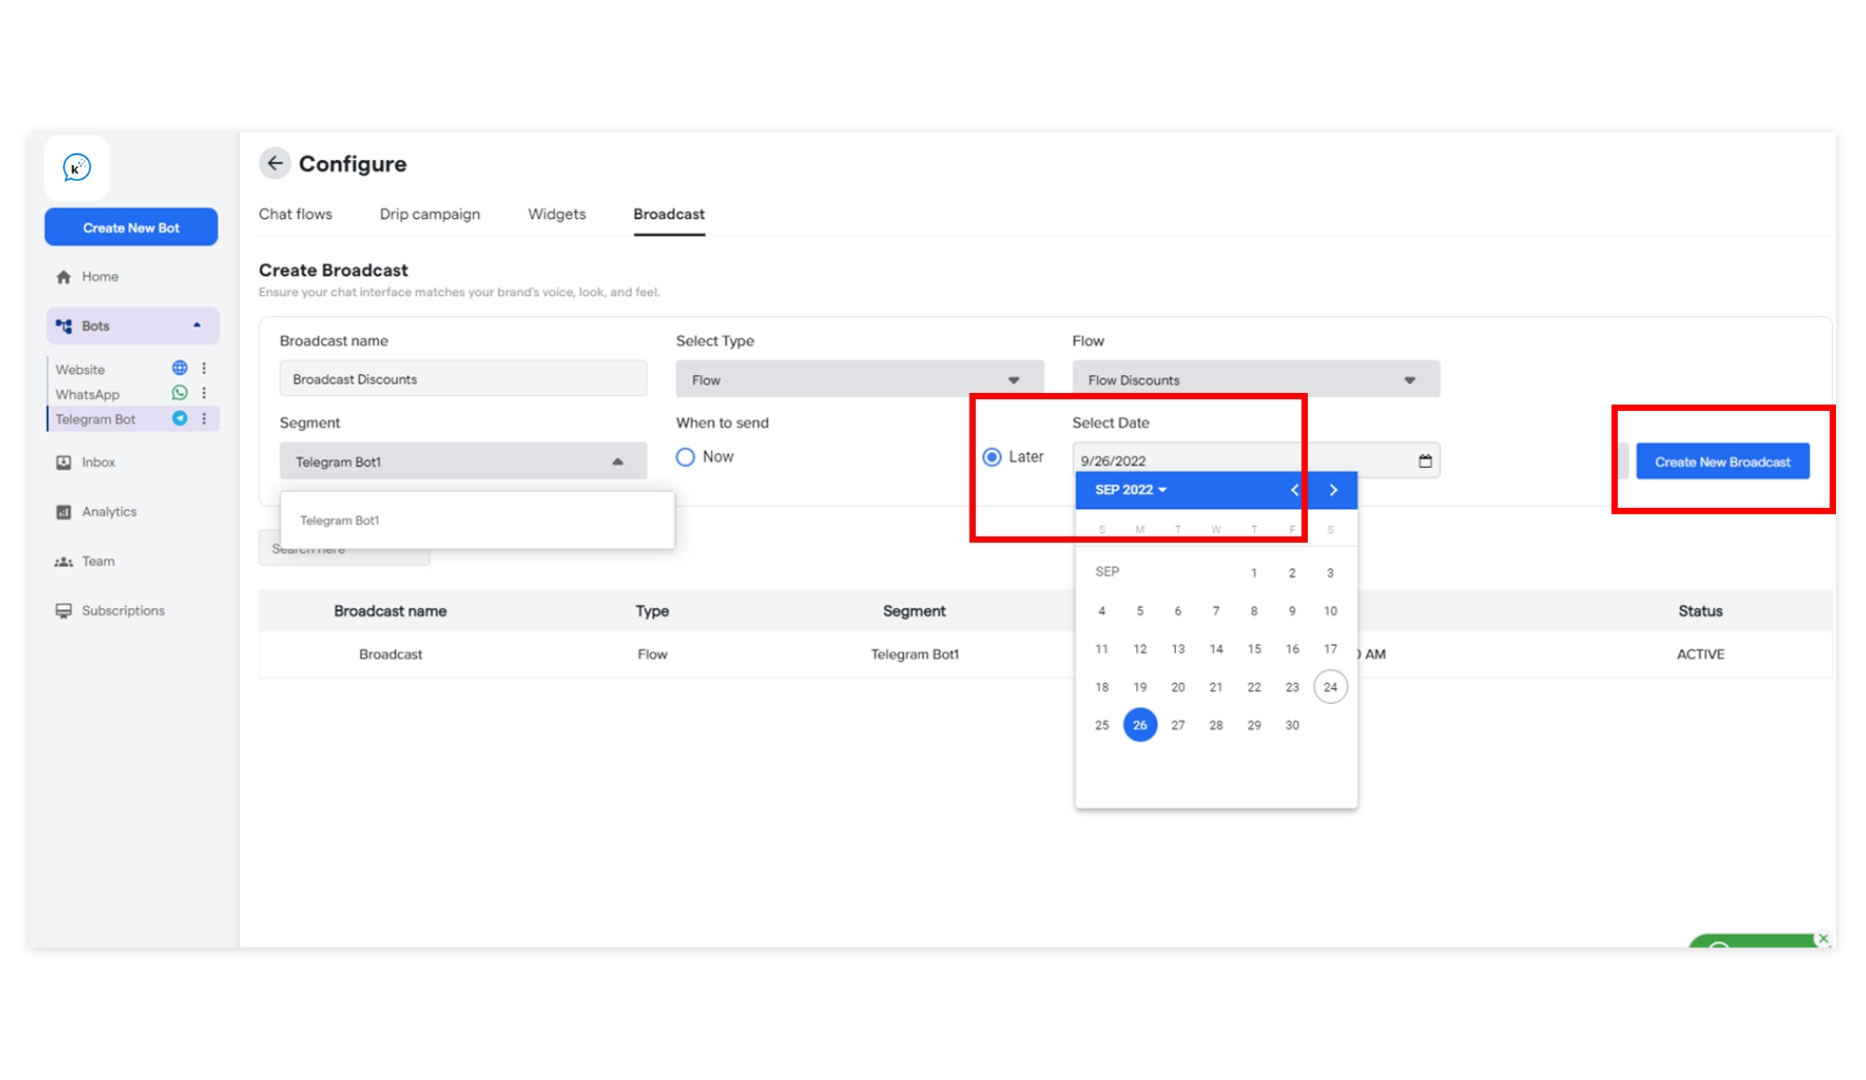 k
Configure
Create New Bot
Chat flows Drip campaign Widgets Broadcast
Home
Create Broadcast
Ensure your chat interface matches your brand's voice, look, and feel.
Bots
Broadcast name Select Type Flow
Website
Broadcast Discounts Flow Flow Discounts
WhatsApp
Telegram Bot
Segment When to send Select Date
Inbox
Telegram Bot1 Now Later 9/26/2022 Create New Broadcast
SEP 2022
Analytics
Telegram Bot1
S M T W T F S
Search here
Team
SEP 1 2 3
Subscriptions
Broadcast name Type Segment 4 5 6 7 8 9 10 Status
Broadcast Flow Telegram Bot1 11 12 13 14 15 16 17 AM ACTIVE
18 19 20 21 22 23 24
25 26 27 28 29 30